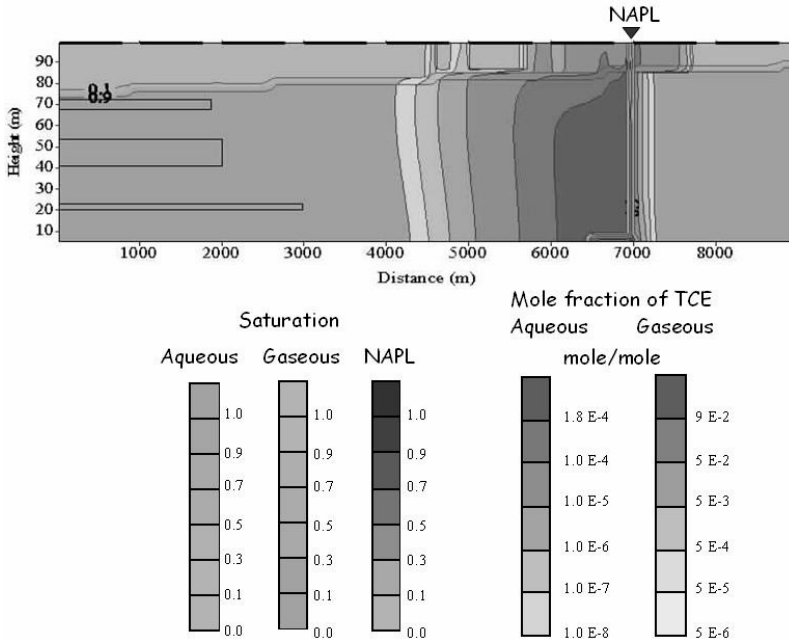 NAPL
90
80
70
60
50
40
30
20
10
Height (m)
0.1
0.9
1000 2000 3000 4000 5000 6000 7000 8000
Distance (m)
Saturation
Aqueous Gaseous NAPL
1.0 1.0 1.0
0.9 0.9 0.9
0.7 0.7 0.7
0.5 0.5 0.5
0.3 0.3 0.3
0.1 0.1 0.1
0.0 0.0 0.0
Mole fraction of TCE
Aqueous Gaseous
mole/mole
1.8 E-4 9 E-2
1.0 E-4 5 E-2
1.0 E-5 5 E-3
1.0 E-6 5 E-4
1.0 E-7 5 E-5
1.0 E-8 5 E-6